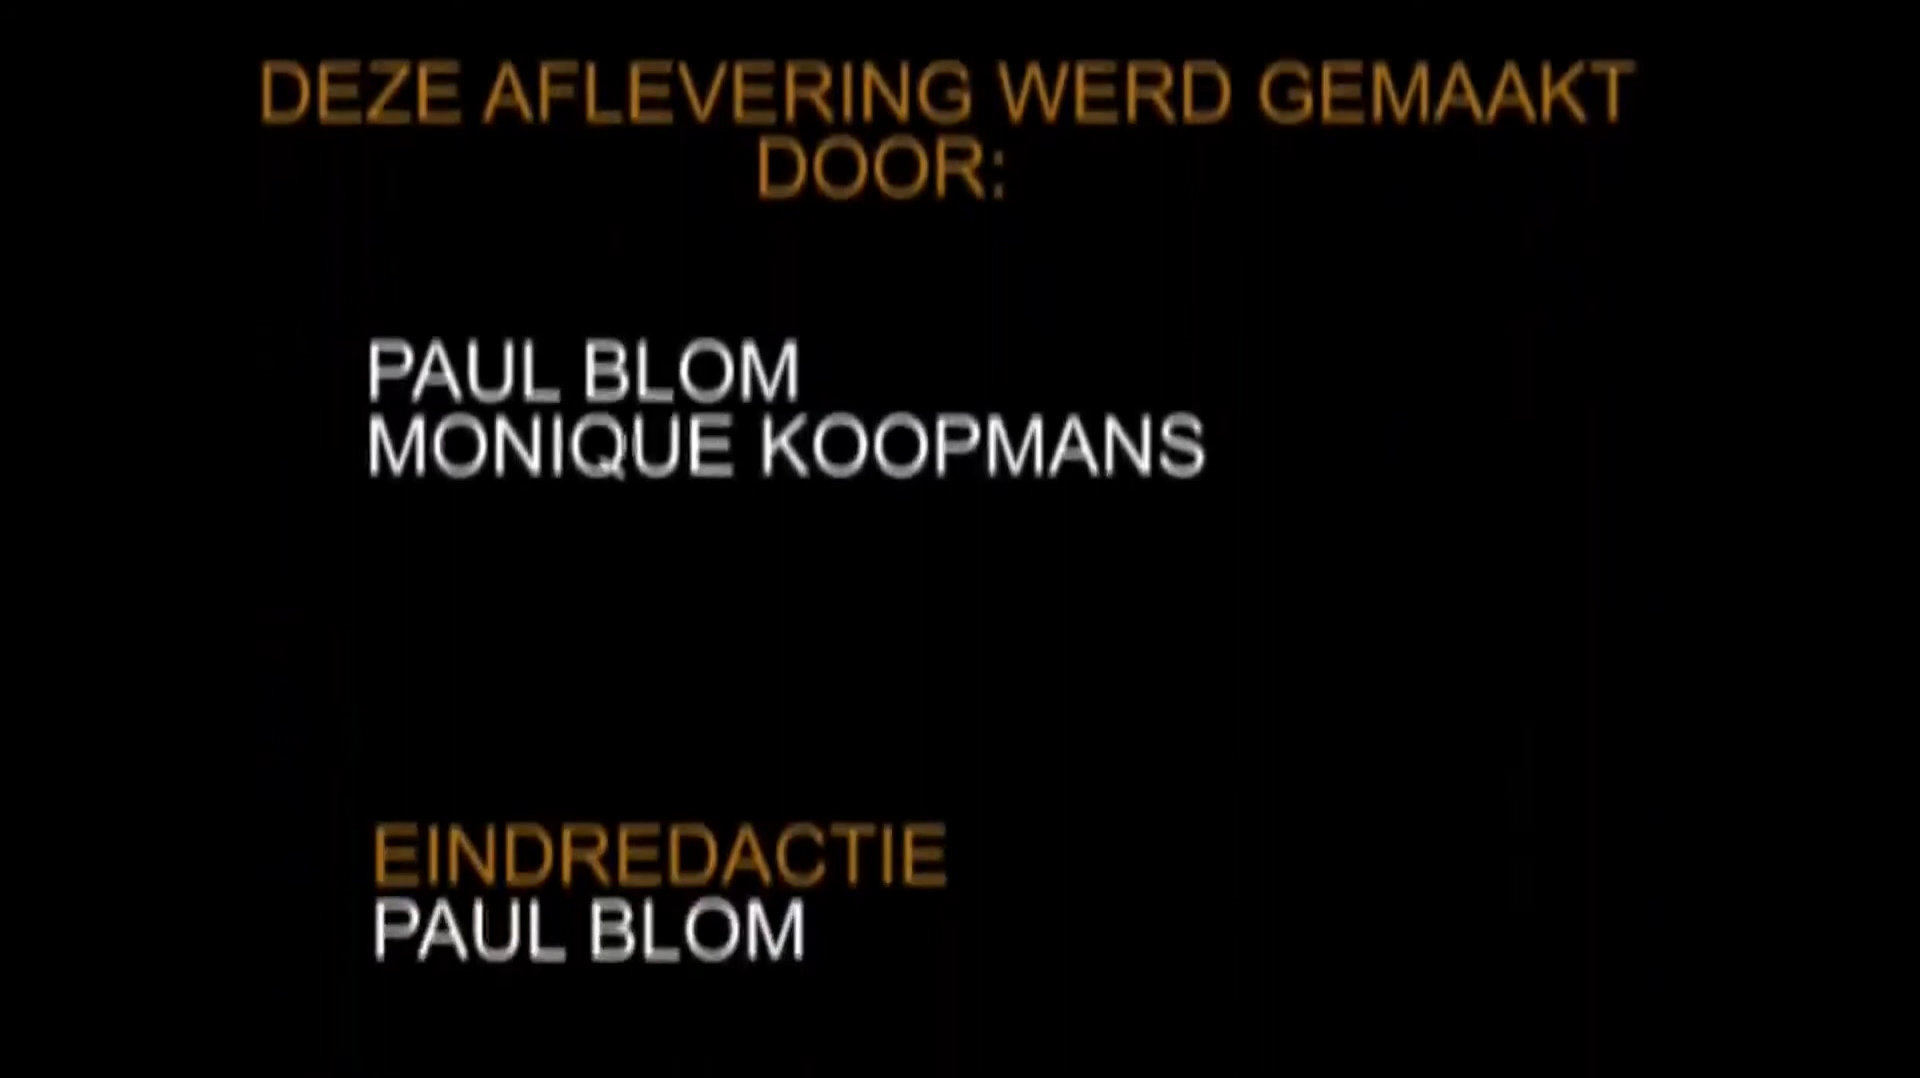 DEZE AFLEVERING WERD GEMAAKT
DOOR:
PAUL BLOM
MONIQUE KOOPMANS
EINDREDACTIE
PAUL BLOM